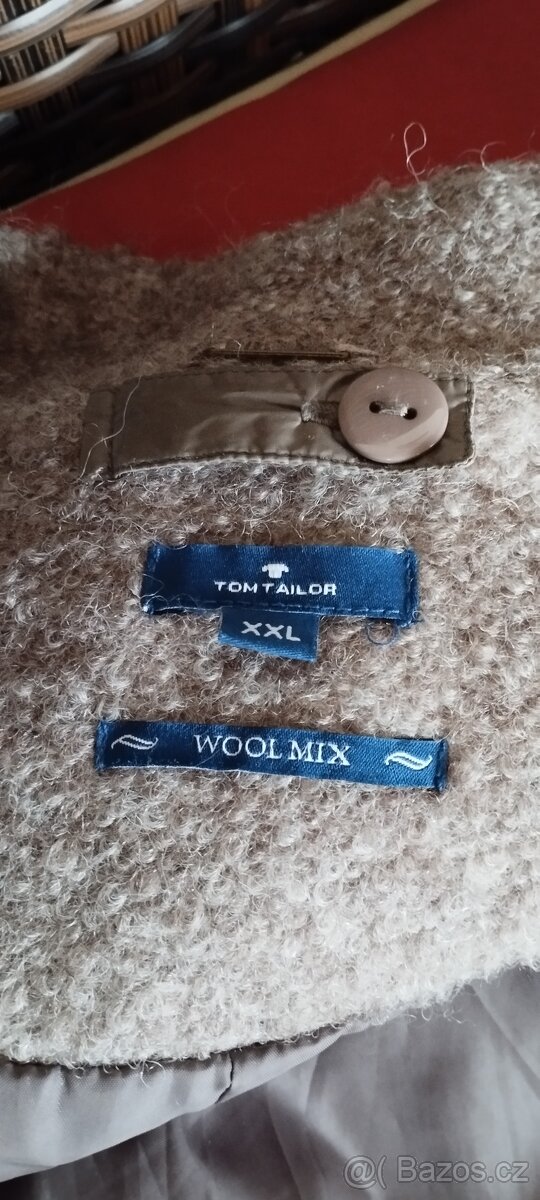 TOM TAILOR
XXL
WOOL MIX
@( Bazos.cz